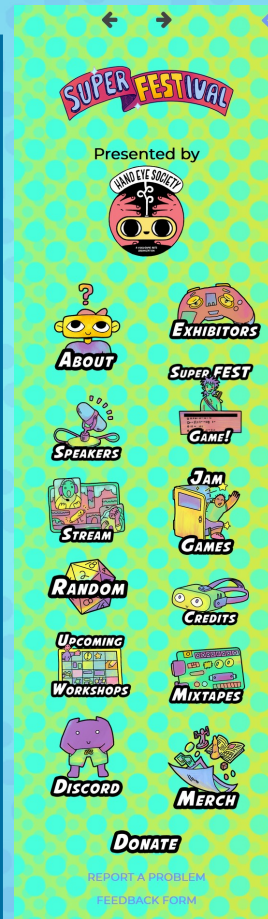 SUPER FESTIVAL
Presented by
HAND EYE SOCIETY
?
ABOUT
EXHIBITORS
SUPER FEST
GAME!
SPEAKERS
STREAM
JAM
GAMES
RANDOM
CREDITS
UPCOMING
WORKSHOPS
MIXTAPES
DISCORD
MERCH
DONATE
REPORT A PROBLEM
FEEDBACK FORM